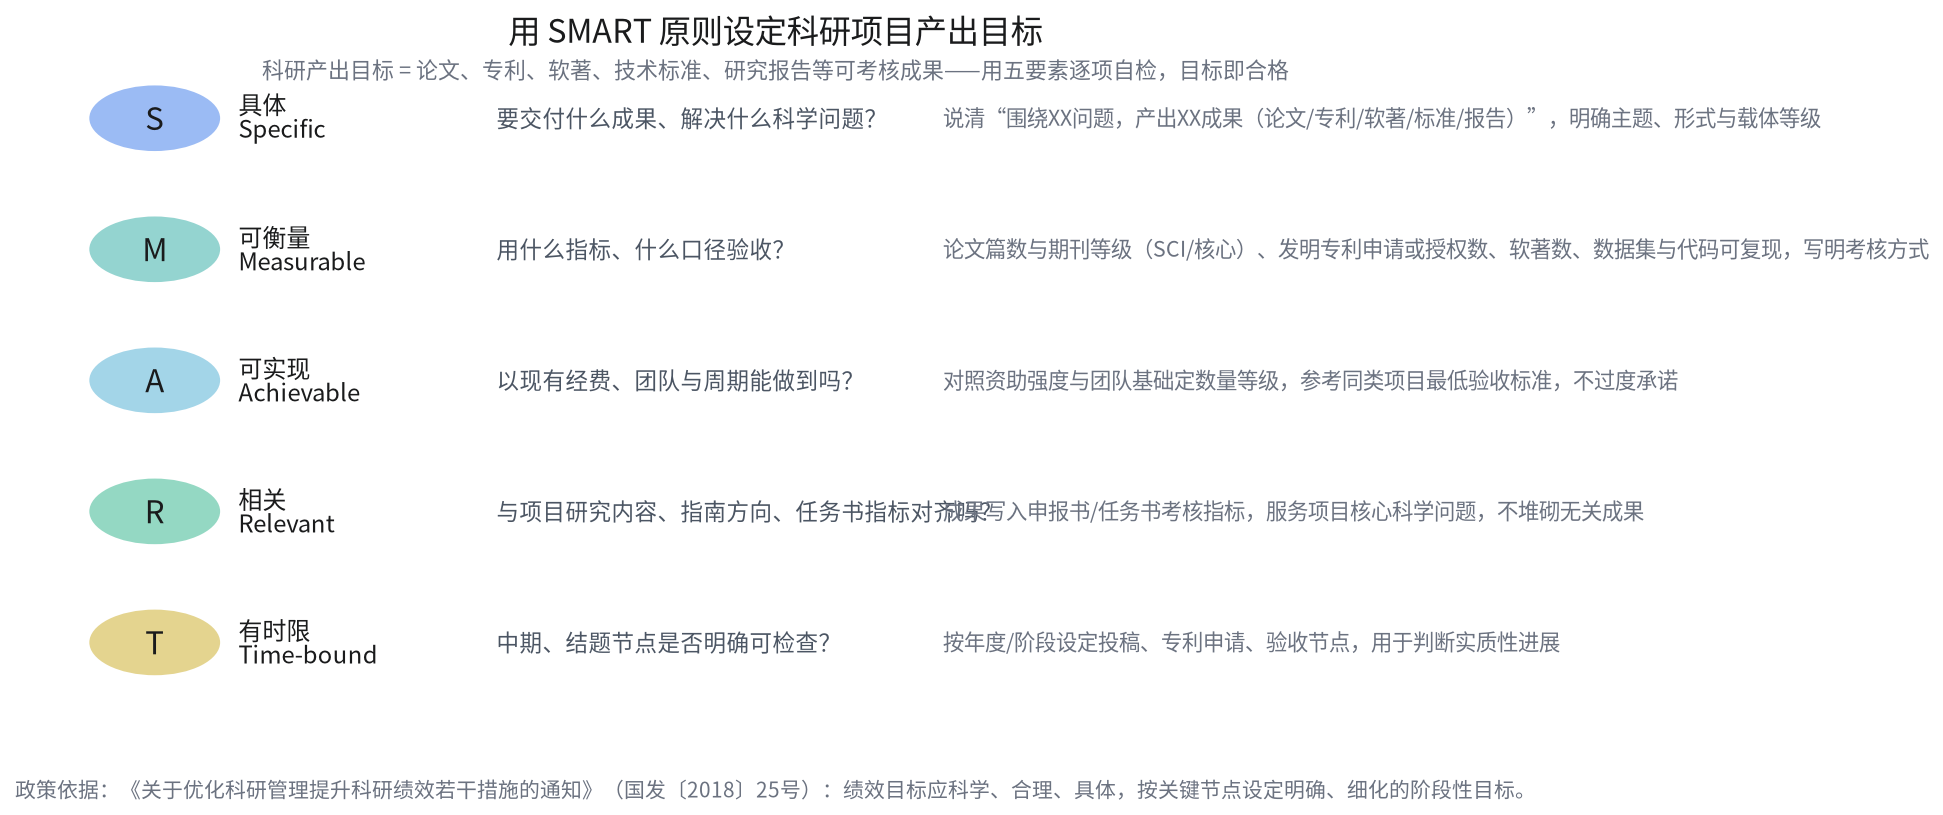 用 SMART 原则设定科研项目产出目标
科研产出目标 = 论文、专利、软著、技术标准、研究报告等可考核成果——用五要素逐项自检，目标即合格
S
具体
Specific
要交付什么成果、解决什么科学问题？
说清“围绕XX问题，产出XX成果（论文/专利/软著/标准/报告）”，明确主题、形式与载体等级
M
可衡量
Measurable
用什么指标、什么口径验收？
论文篇数与期刊等级（SCI/核心）、发明专利申请或授权数、软著数、数据集与代码可复现，写明考核方式
A
可实现
Achievable
以现有经费、团队与周期能做到吗？
对照资助强度与团队基础定数量等级，参考同类项目最低验收标准，不过度承诺
R
相关
Relevant
与项目研究内容、指南方向、任务书指标对齐吗？
成果写入申报书/任务书考核指标，服务项目核心科学问题，不堆砌无关成果
T
有时限
Time-bound
中期、结题节点是否明确可检查？
按年度/阶段设定投稿、专利申请、验收节点，用于判断实质性进展
政策依据：《关于优化科研管理提升科研绩效若干措施的通知》（国发〔2018〕25号）：绩效目标应科学、合理、具体，按关键节点设定明确、细化的阶段性目标。